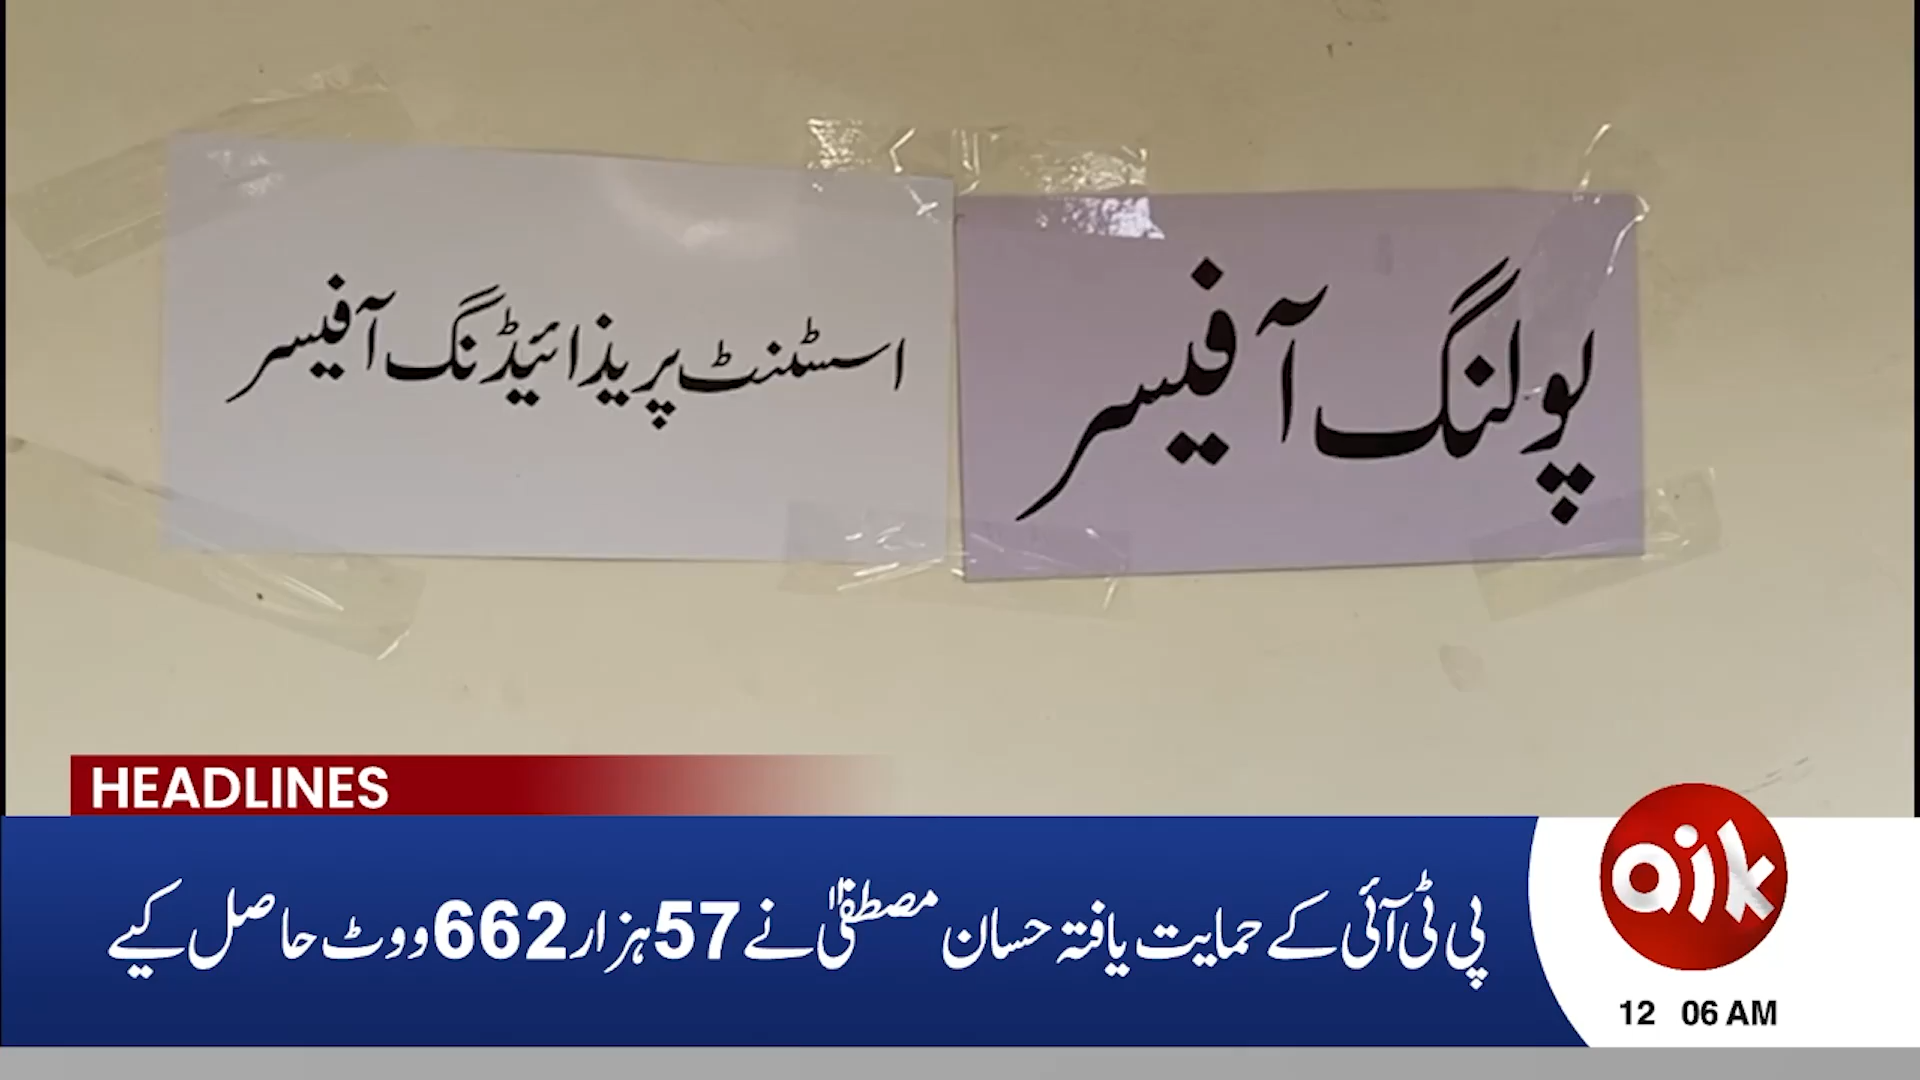 پولنگ آفیسر
اسسٹنٹ پریذائیڈنگ آفیسر
HEADLINES
پی ٹی آئی کے حمایت یافتہ حسان مصطفیٰ نے 57 ہزار 662 ووٹ حاصل کیے
ajk
12 06 AM